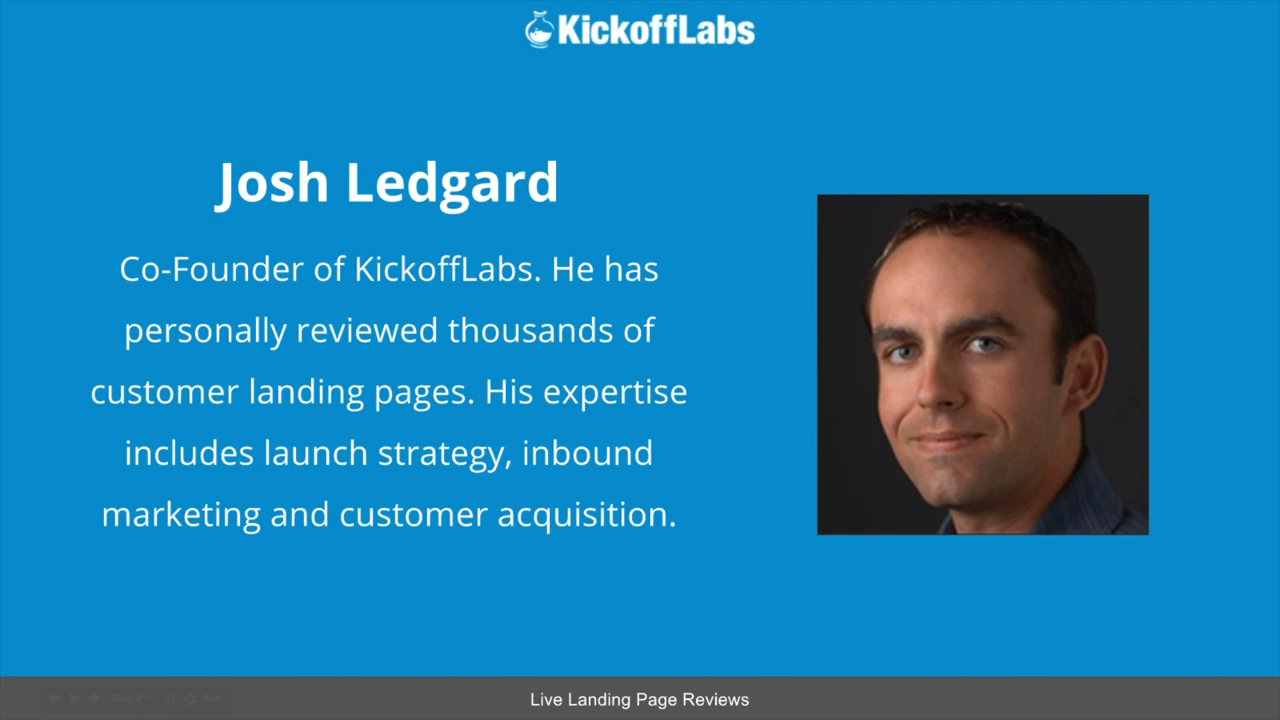 KickoffLabs
Josh Ledgard
Co-Founder of KickoffLabs. He has
personally reviewed thousands of
customer landing pages. His expertise
includes launch strategy, inbound
marketing and customer acquisition.
Live Landing Page Reviews